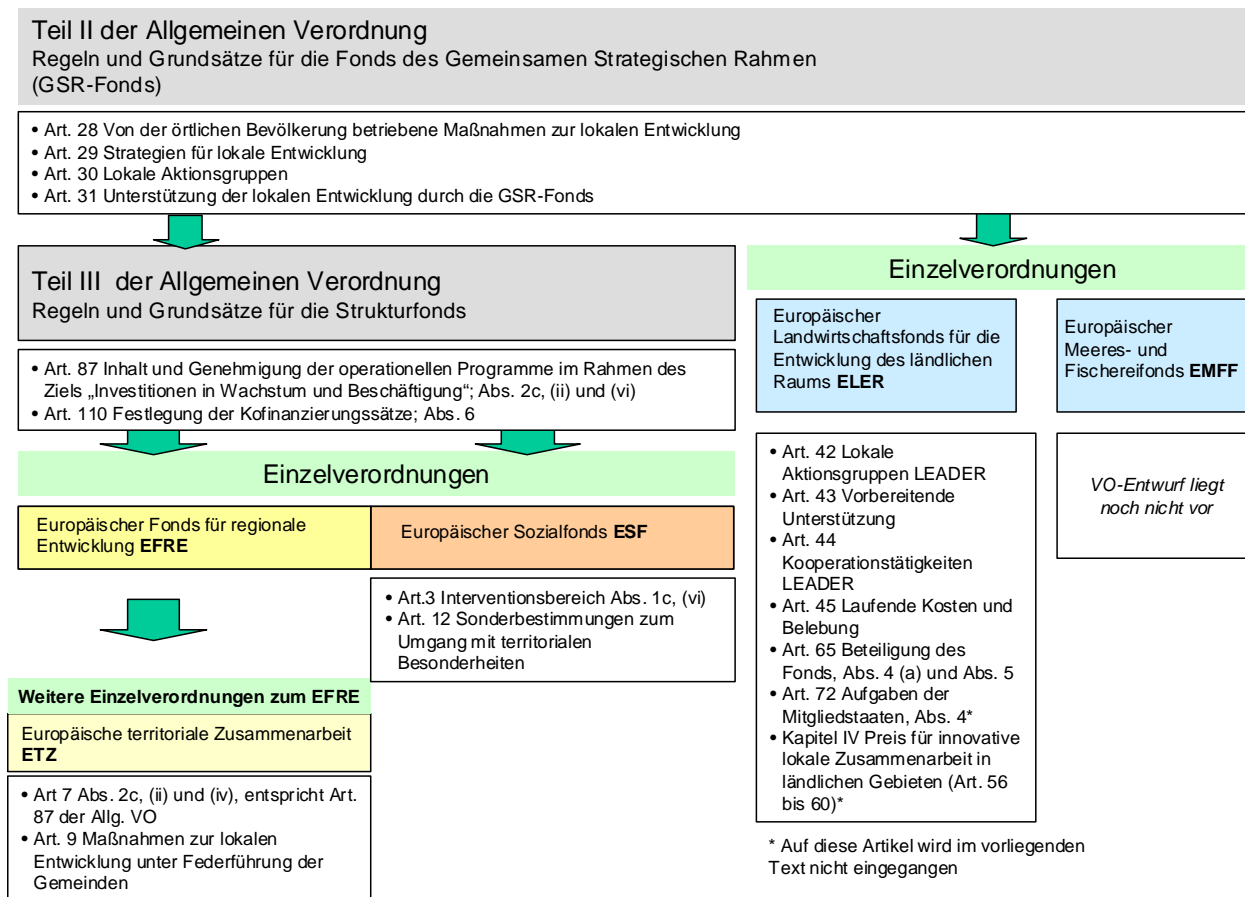 Teil II der Allgemeinen Verordnung
Regeln und Grundsätze für die Fonds des Gemeinsamen Strategischen Rahmen
(GSR-Fonds)
• Art. 28 Von der örtlichen Bevölkerung betriebene Maßnahmen zur lokalen Entwicklung
• Art. 29 Strategien für lokale Entwicklung
• Art. 30 Lokale Aktionsgruppen
• Art. 31 Unterstützung der lokalen Entwicklung durch die GSR-Fonds
Teil III der Allgemeinen Verordnung
Regeln und Grundsätze für die Strukturfonds
• Art. 87 Inhalt und Genehmigung der operationellen Programme im Rahmen des
Ziels „Investitionen in Wachstum und Beschäftigung“; Abs. 2c, (ii) und (vi)
• Art. 110 Festlegung der Kofinanzierungssätze; Abs. 6
Einzelverordnungen
Europäischer Fonds für regionale
Entwicklung EFRE
Europäischer Sozialfonds ESF
• Art.3 Interventionsbereich Abs. 1c, (vi)
• Art. 12 Sonderbestimmungen zum
Umgang mit territorialen
Besonderheiten
Weitere Einzelverordnungen zum EFRE
Europäische territoriale Zusammenarbeit
ETZ
• Art 7 Abs. 2c, (ii) und (iv), entspricht Art.
87 der Allg. VO
• Art. 9 Maßnahmen zur lokalen
Entwicklung unter Federführung der
Gemeinden
Einzelverordnungen
Europäischer
Landwirtschaftsfonds für die
Entwicklung des ländlichen
Raums ELER
Europäischer
Meeres- und
Fischereifonds EMFF
• Art. 42 Lokale
Aktionsgruppen LEADER
• Art. 43 Vorbereitende
Unterstützung
• Art. 44
Kooperationstätigkeiten
LEADER
• Art. 45 Laufende Kosten und
Belebung
• Art. 65 Beteiligung des
Fonds, Abs. 4 (a) und Abs. 5
• Art. 72 Aufgaben der
Mitgliedstaaten, Abs. 4*
• Kapitel IV Preis für innovative
lokale Zusammenarbeit in
ländlichen Gebieten (Art. 56
bis 60)*
VO-Entwurf liegt
noch nicht vor
* Auf diese Artikel wird im vorliegenden
Text nicht eingegangen